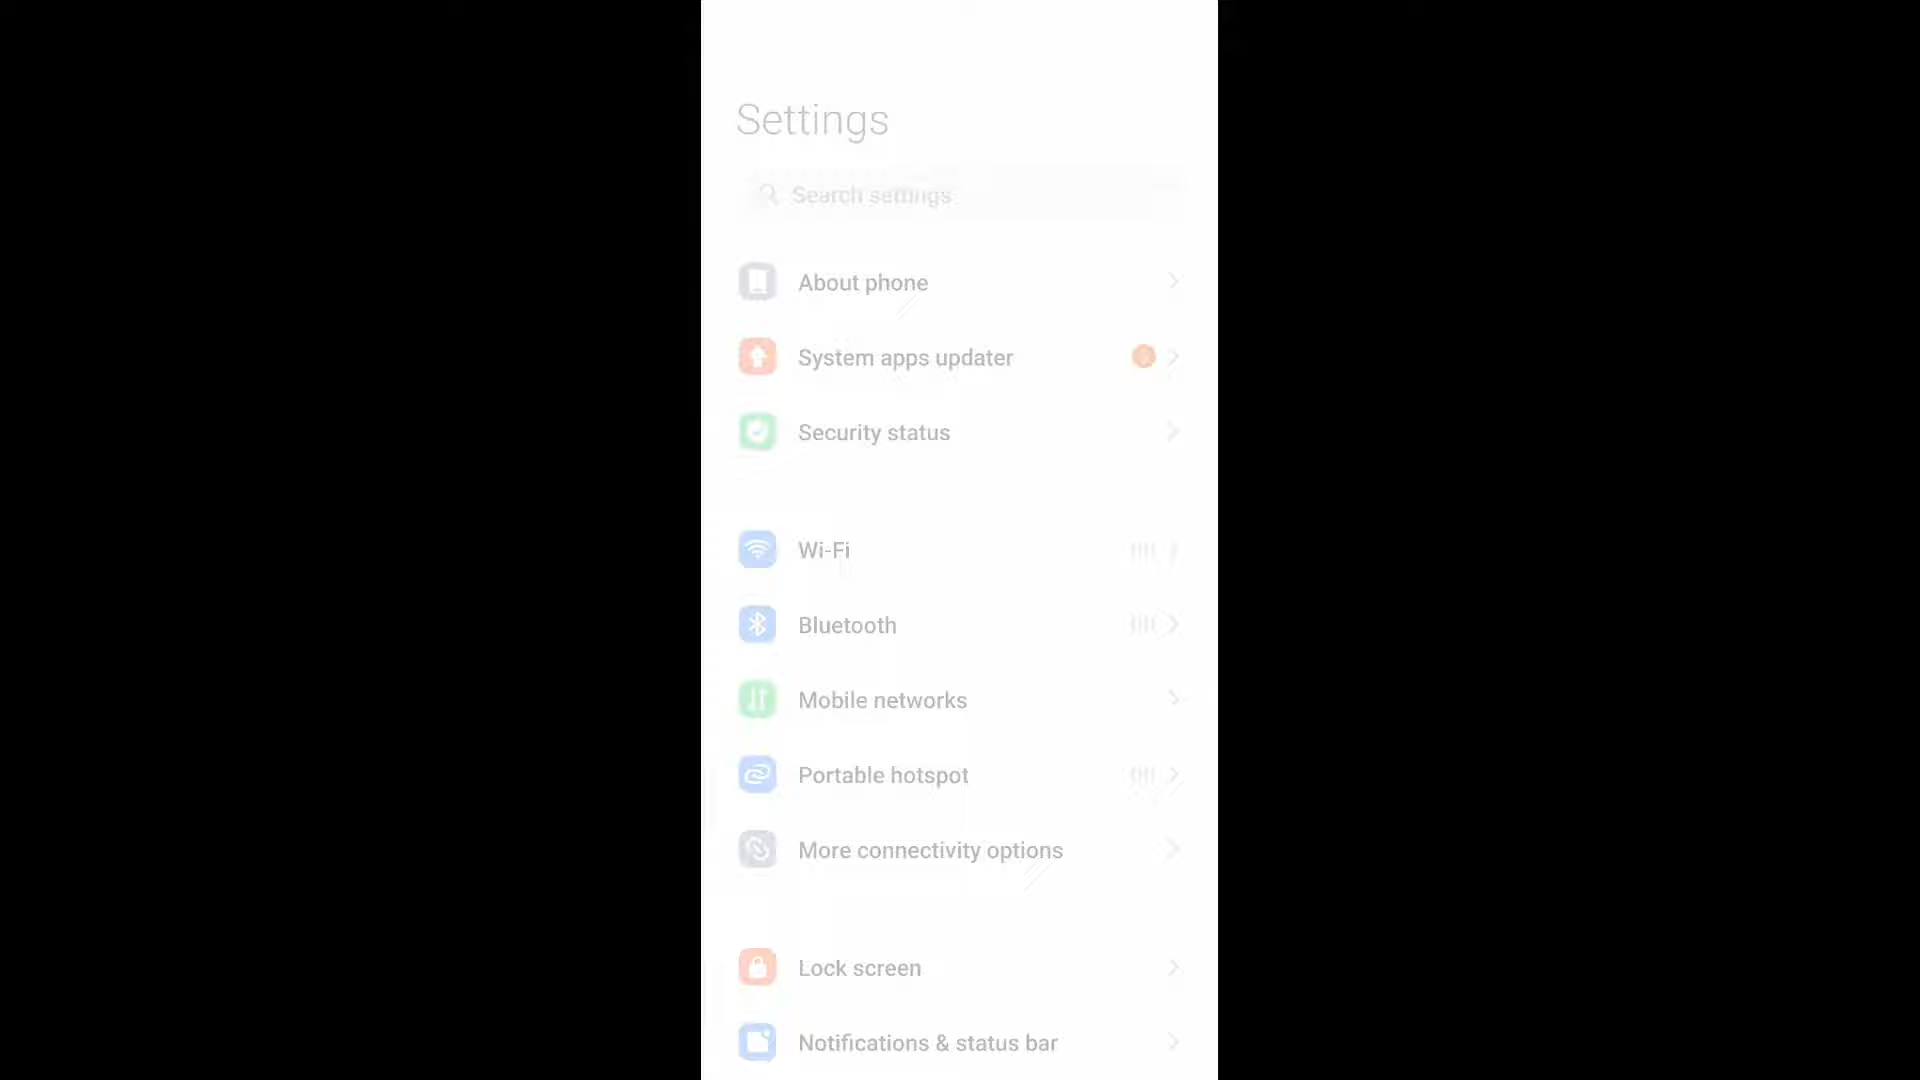 Settings
Search settings
About phone
System apps updater
Security status
Wi-Fi
Bluetooth
Mobile networks
Portable hotspot
More connectivity options
Lock screen
Notifications & status bar